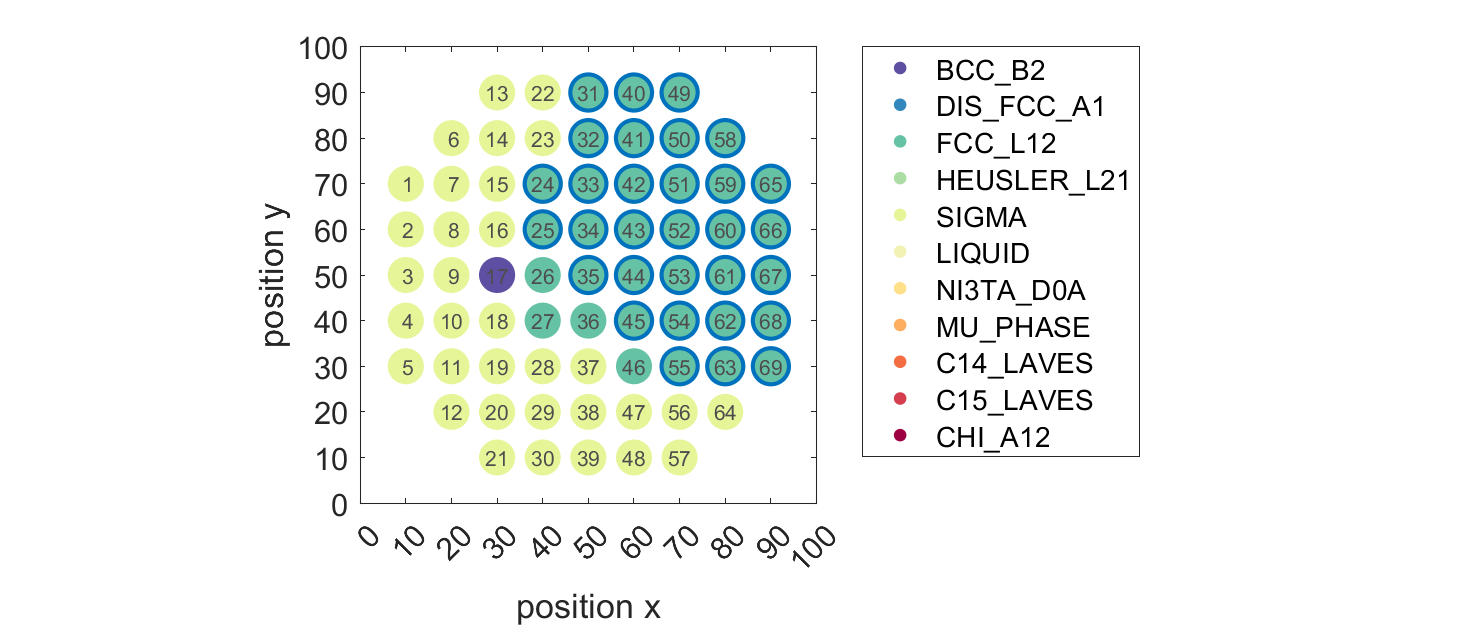 100
90
80
70
60
50
40
30
20
10
0
position y
13 22 31 40 49
6 14 23 32 41 50 58
1 7 15 24 33 42 51 59 65
2 8 16 25 34 43 52 60 66
3 9 17 26 35 44 53 61 67
4 10 18 27 36 45 54 62 68
5 11 19 28 37 46 55 63 69
12 20 29 38 47 56 64
21 30 39 48 57
0 10 20 30 40 50 60 70 80 90 100
position x
BCC_B2
DIS_FCC_A1
FCC_L12
HEUSLER_L21
SIGMA
LIQUID
NI3TA_D0A
MU_PHASE
C14_LAVES
C15_LAVES
CHI_A12